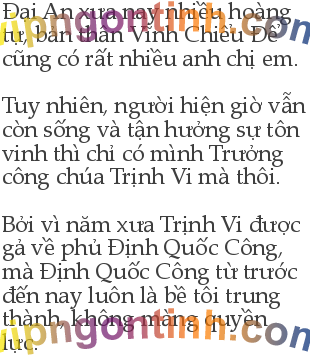 Đại An xưa nay nhiều hoàng
tự, bản thân Vĩnh Chiếu Đế
cũng có rất nhiều anh chị em.
Tuy nhiên, người hiện giờ vẫn
còn sống và tận hưởng sự tôn
vinh thì chỉ có mình Trưởng
công chúa Trịnh Vi mà thôi.
Bởi vì năm xưa Trịnh Vi được
gả về phủ Định Quốc Công,
mà Định Quốc Công từ trước
đến nay luôn là bề tôi trung
thành, không màng quyền
lực.